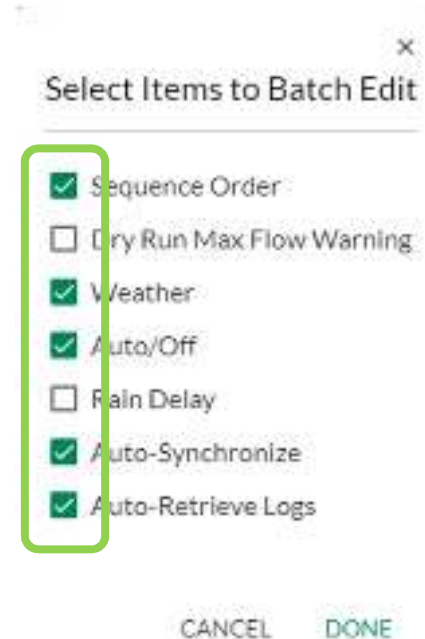 Select Items to Batch Edit
Sequence Order
Dry Run Max Flow Warning
Weather
Auto/Off
Rain Delay
Auto-Synchronize
Auto-Retrieve Logs
CANCEL DONE